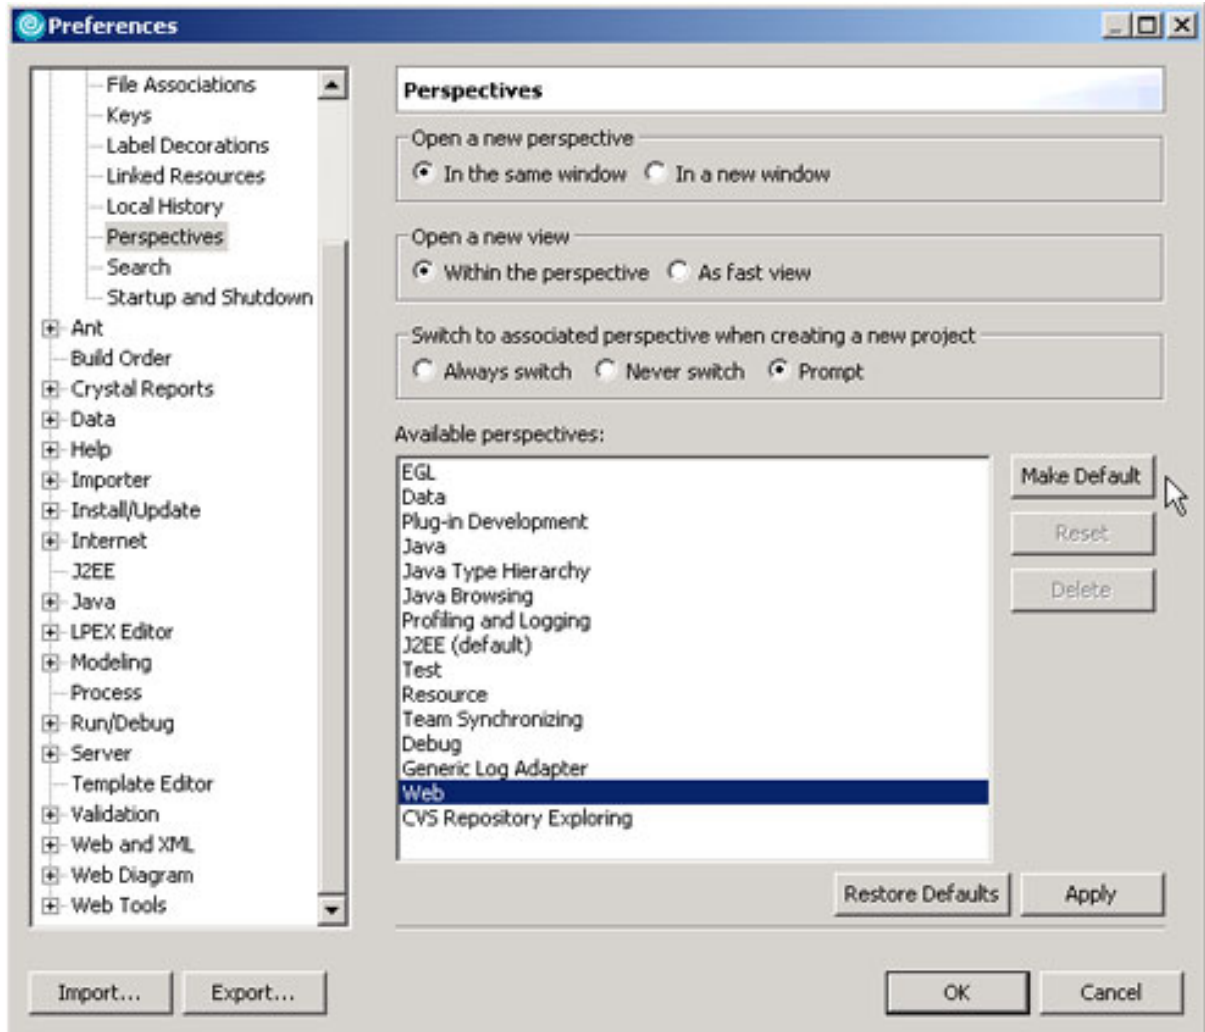 Preferences
File Associations
Keys
Label Decorations
Linked Resources
Local History
Perspectives
Search
Startup and Shutdown
Ant
Build Order
Crystal Reports
Data
Help
Importer
Install/Update
Internet
J2EE
Java
LPEX Editor
Modeling
Process
Run/Debug
Server
Template Editor
Validation
Web and XML
Web Diagram
Web Tools
Perspectives
Open a new perspective
In the same window In a new window
Open a new view
Within the perspective As fast view
Switch to associated perspective when creating a new project
Always switch Never switch Prompt
Available perspectives:
EGL
Data
Plug-in Development
Java
Java Type Hierarchy
Java Browsing
Profiling and Logging
J2EE (default)
Test
Resource
Team Synchronizing
Debug
Generic Log Adapter
Web
CVS Repository Exploring
Make Default
Reset
Delete
Restore Defaults Apply
Import... Export... OK Cancel